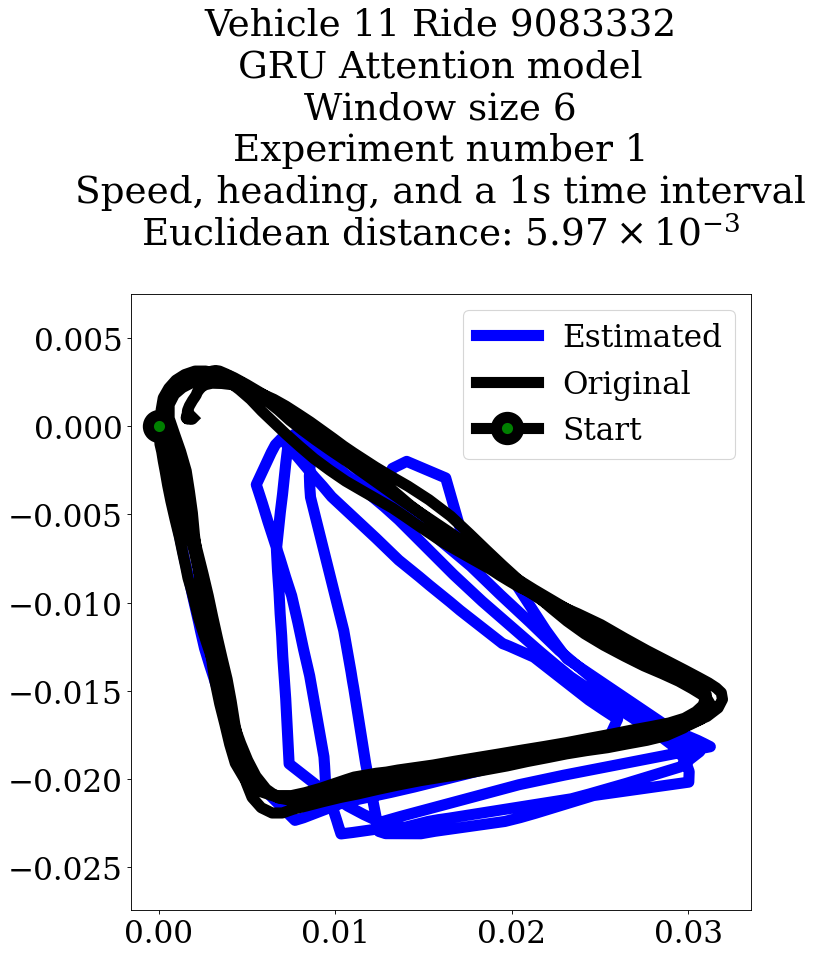 Vehicle 11 Ride 9083332
GRU Attention model
Window size 6
Experiment number 1
Speed, heading, and a 1s time interval
Euclidean distance: 5.97 × 10⁻³
Estimated
Original
Start
0.005
0.000
−0.005
−0.010
−0.015
−0.020
−0.025
0.00 0.01 0.02 0.03